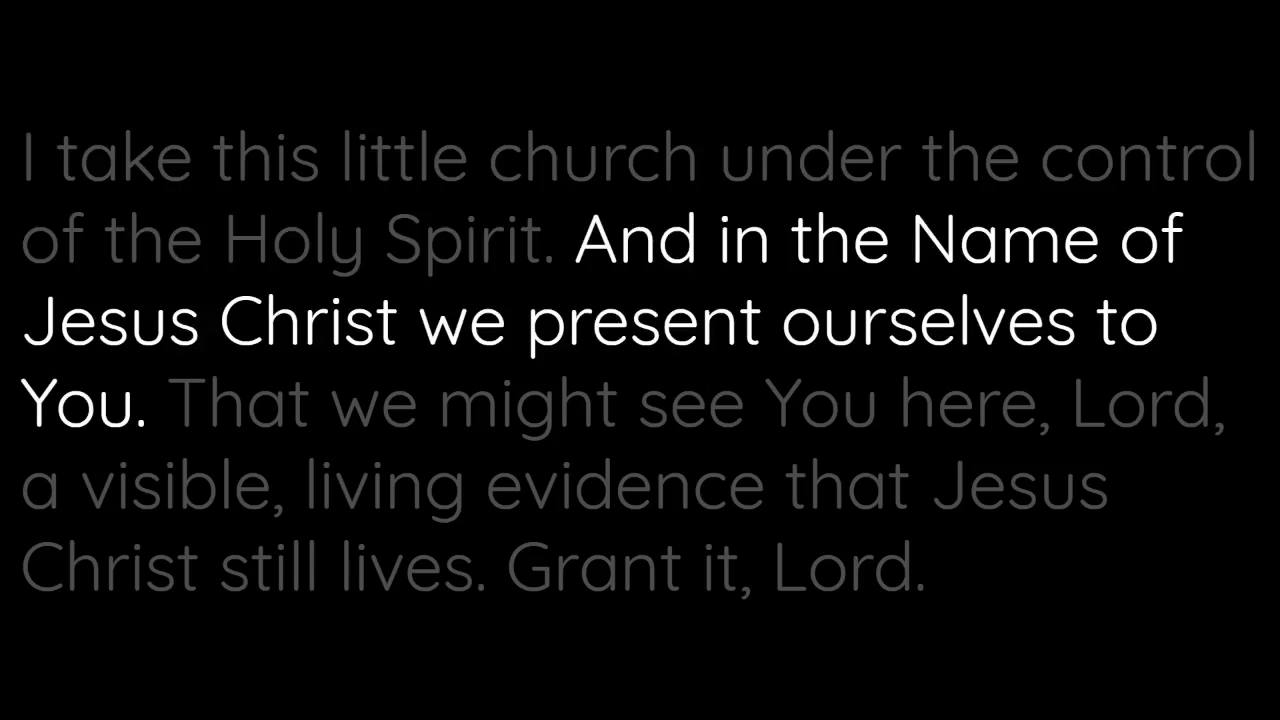 I take this little church under the control
of the Holy Spirit. And in the Name of
Jesus Christ we present ourselves to
You. That we might see You here, Lord,
a visible, living evidence that Jesus
Christ still lives. Grant it, Lord.